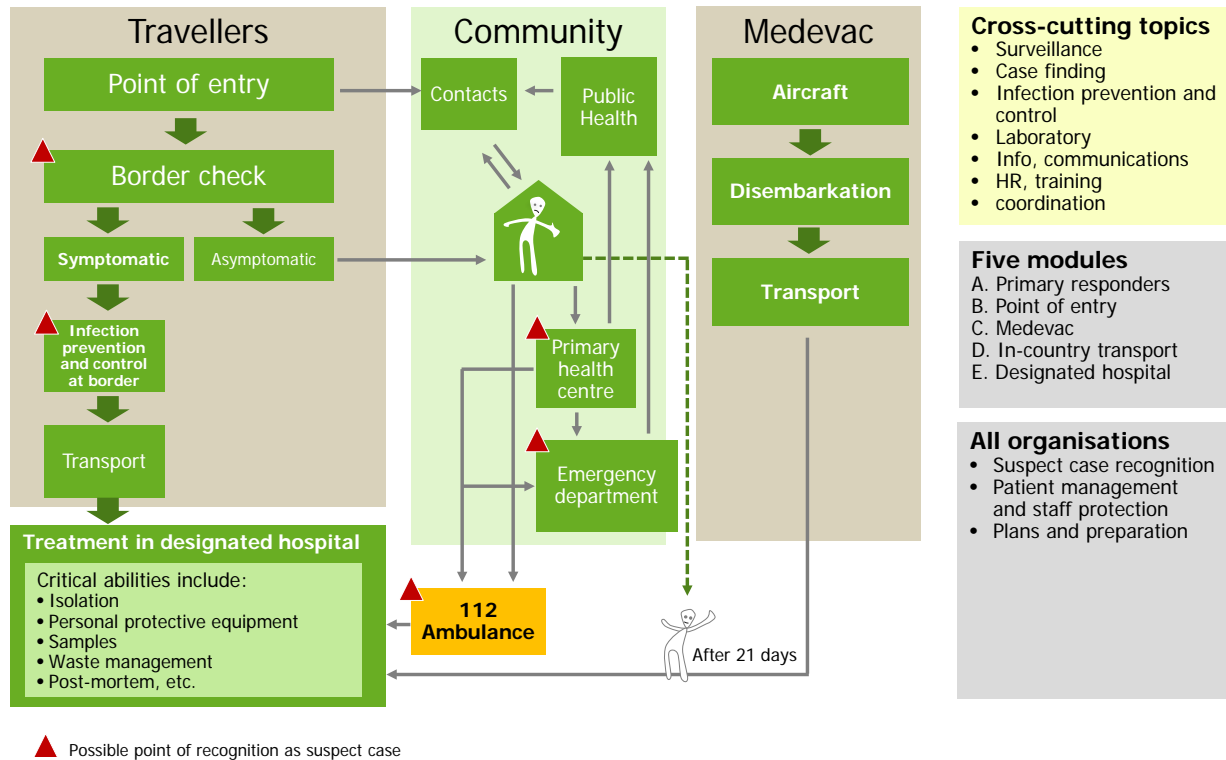 Travellers
Point of entry
Border check
Symptomatic
Asymptomatic
Infection
prevention
and control
at border
Transport
Treatment in designated hospital
Critical abilities include:
• Isolation
• Personal protective equipment
• Samples
• Waste management
• Post-mortem, etc.
Community
Contacts
Public
Health
Primary
health
centre
Emergency
department
112
Ambulance
After 21 days
Medevac
Aircraft
Disembarkation
Transport
Cross-cutting topics
• Surveillance
• Case finding
• Infection prevention and
control
• Laboratory
• Info, communications
• HR, training
• coordination
Five modules
A. Primary responders
B. Point of entry
C. Medevac
D. In-country transport
E. Designated hospital
All organisations
• Suspect case recognition
• Patient management
and staff protection
• Plans and preparation
Possible point of recognition as suspect case